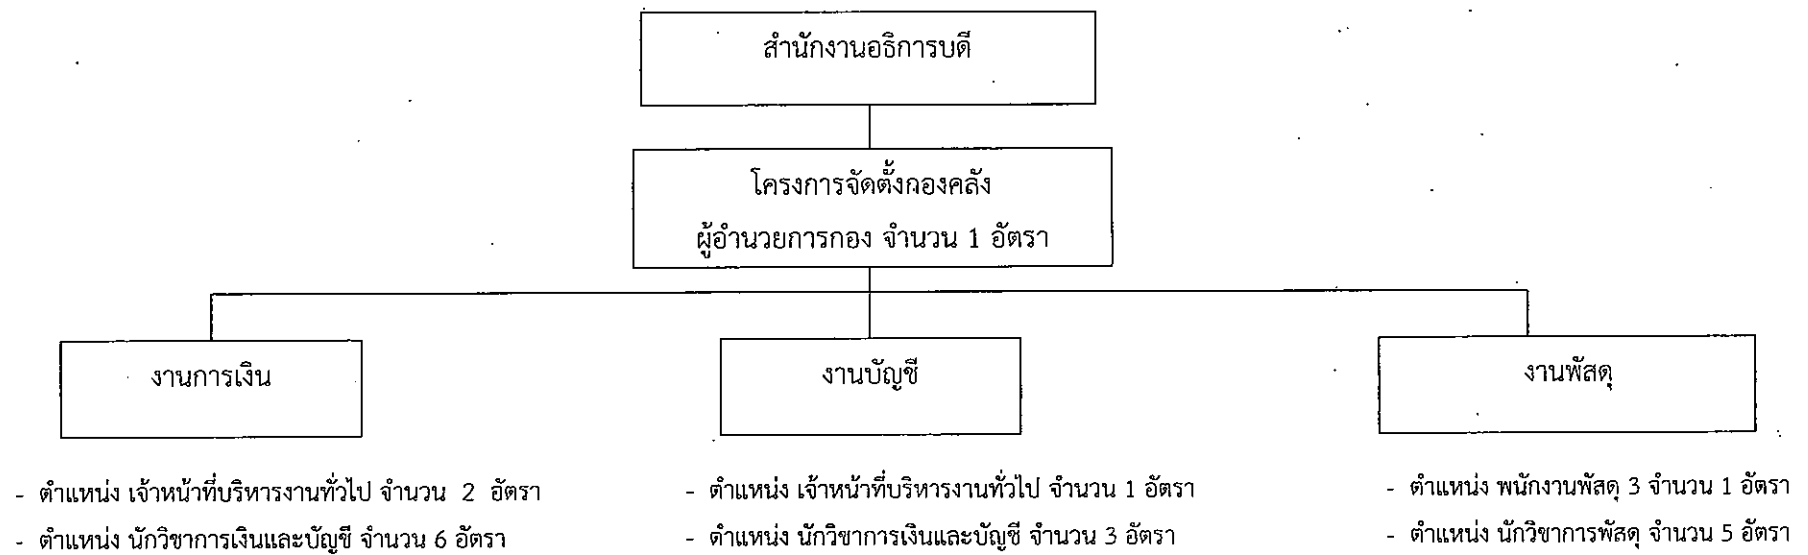 สำนักงานอธิการบดี
โครงการจัดตั้งกองคลัง
ผู้อำนวยการกอง จำนวน 1 อัตรา
งานการเงิน
- ตำแหน่ง เจ้าหน้าที่บริหารงานทั่วไป จำนวน 2 อัตรา
- ตำแหน่ง นักวิชาการเงินและบัญชี จำนวน 6 อัตรา
งานบัญชี
- ตำแหน่ง เจ้าหน้าที่บริหารงานทั่วไป จำนวน 1 อัตรา
- ตำแหน่ง นักวิชาการเงินและบัญชี จำนวน 3 อัตรา
งานพัสดุ
- ตำแหน่ง พนักงานพัสดุ 3 จำนวน 1 อัตรา
- ตำแหน่ง นักวิชาการพัสดุ จำนวน 5 อัตรา